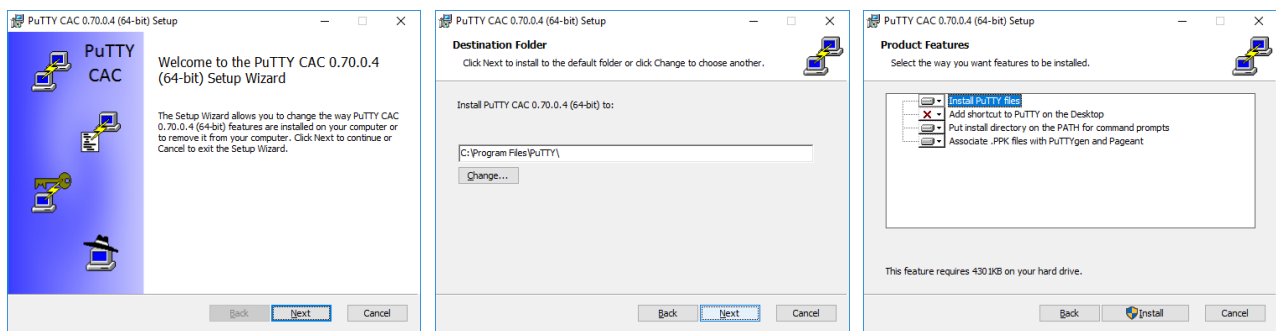 PuTTY CAC 0.70.0.4 (64-bit) Setup
PuTTY
CAC
Welcome to the PuTTY CAC 0.70.0.4
(64-bit) Setup Wizard
The Setup Wizard allows you to change the way PuTTY CAC
0.70.0.4 (64-bit) features are installed on your computer or
to remove it from your computer. Click Next to continue or
Cancel to exit the Setup Wizard.
Back
Next
Cancel
PuTTY CAC 0.70.0.4 (64-bit) Setup
Destination Folder
Click Next to install to the default folder or click Change to choose another.
Install PuTTY CAC 0.70.0.4 (64-bit) to:
C:\Program Files\PuTTY\
Change...
Back
Next
Cancel
PuTTY CAC 0.70.0.4 (64-bit) Setup
Product Features
Select the way you want features to be installed.
Install PuTTY files
Add shortcut to PuTTY on the Desktop
Put install directory on the PATH for command prompts
Associate .PPK files with PuTTYgen and Pageant
This feature requires 4301KB on your hard drive.
Back
Install
Cancel